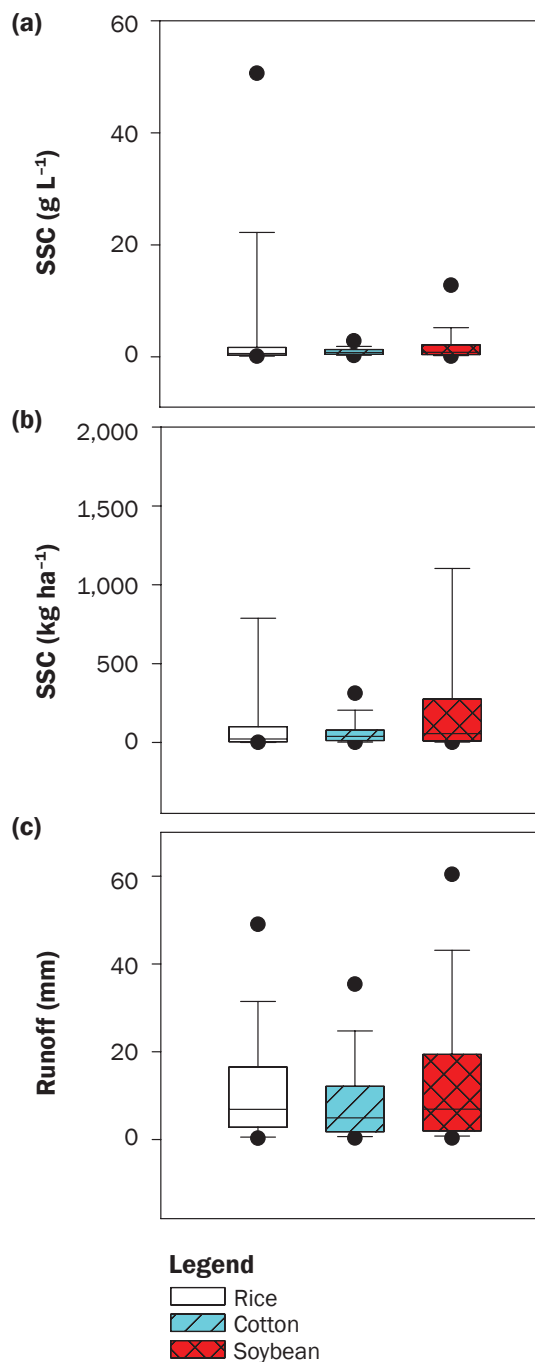 (a)
60
40
20
0
SSC (g L⁻¹)
(b)
2,000
1,500
1,000
500
0
SSC (kg ha⁻¹)
(c)
60
40
20
0
Runoff (mm)
Legend
Rice
Cotton
Soybean